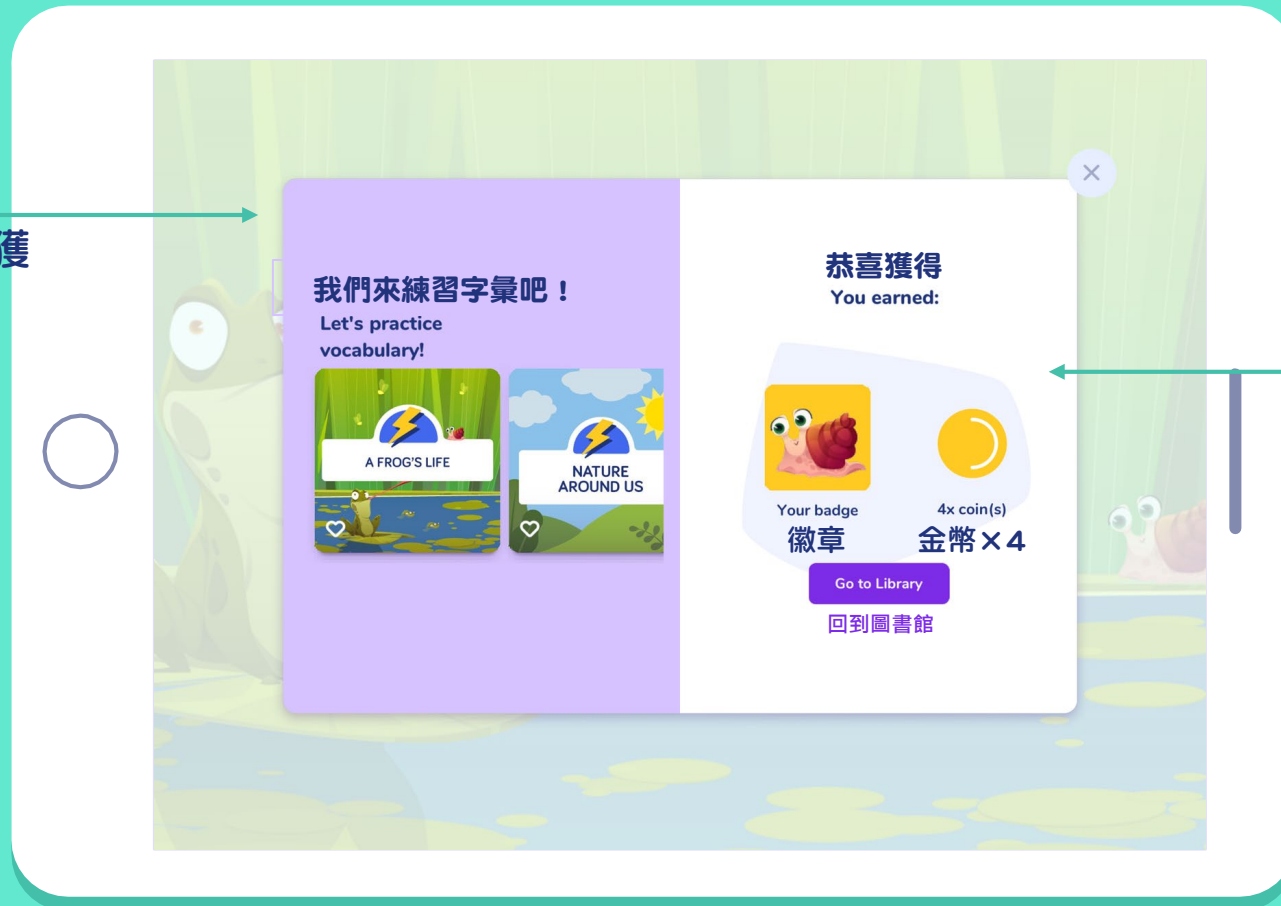 獲
我們來練習字彙吧！
Let's practice
vocabulary!
A FROG'S LIFE
NATURE
AROUND US
恭喜獲得
You earned:
Your badge
徽章
4x coin(s)
金幣×4
Go to Library
回到圖書館